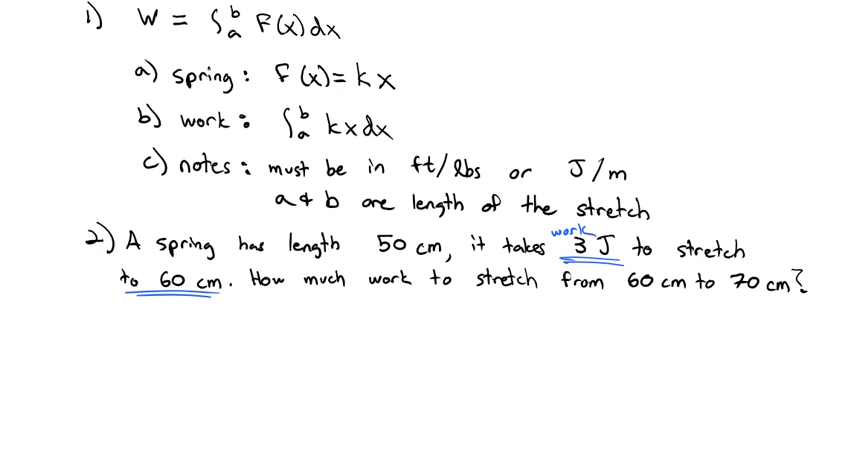 1) W = ∫ₐᵇ F(x)dx
a) spring: F(x)=kx
b) work: ∫ₐᵇ kxdx
c) notes: must be in ft/lbs or J/m
a & b are length of the stretch
work
2) A spring has length 50 cm, it takes 3 J to stretch
to 60 cm. How much work to stretch from 60 cm to 70 cm?